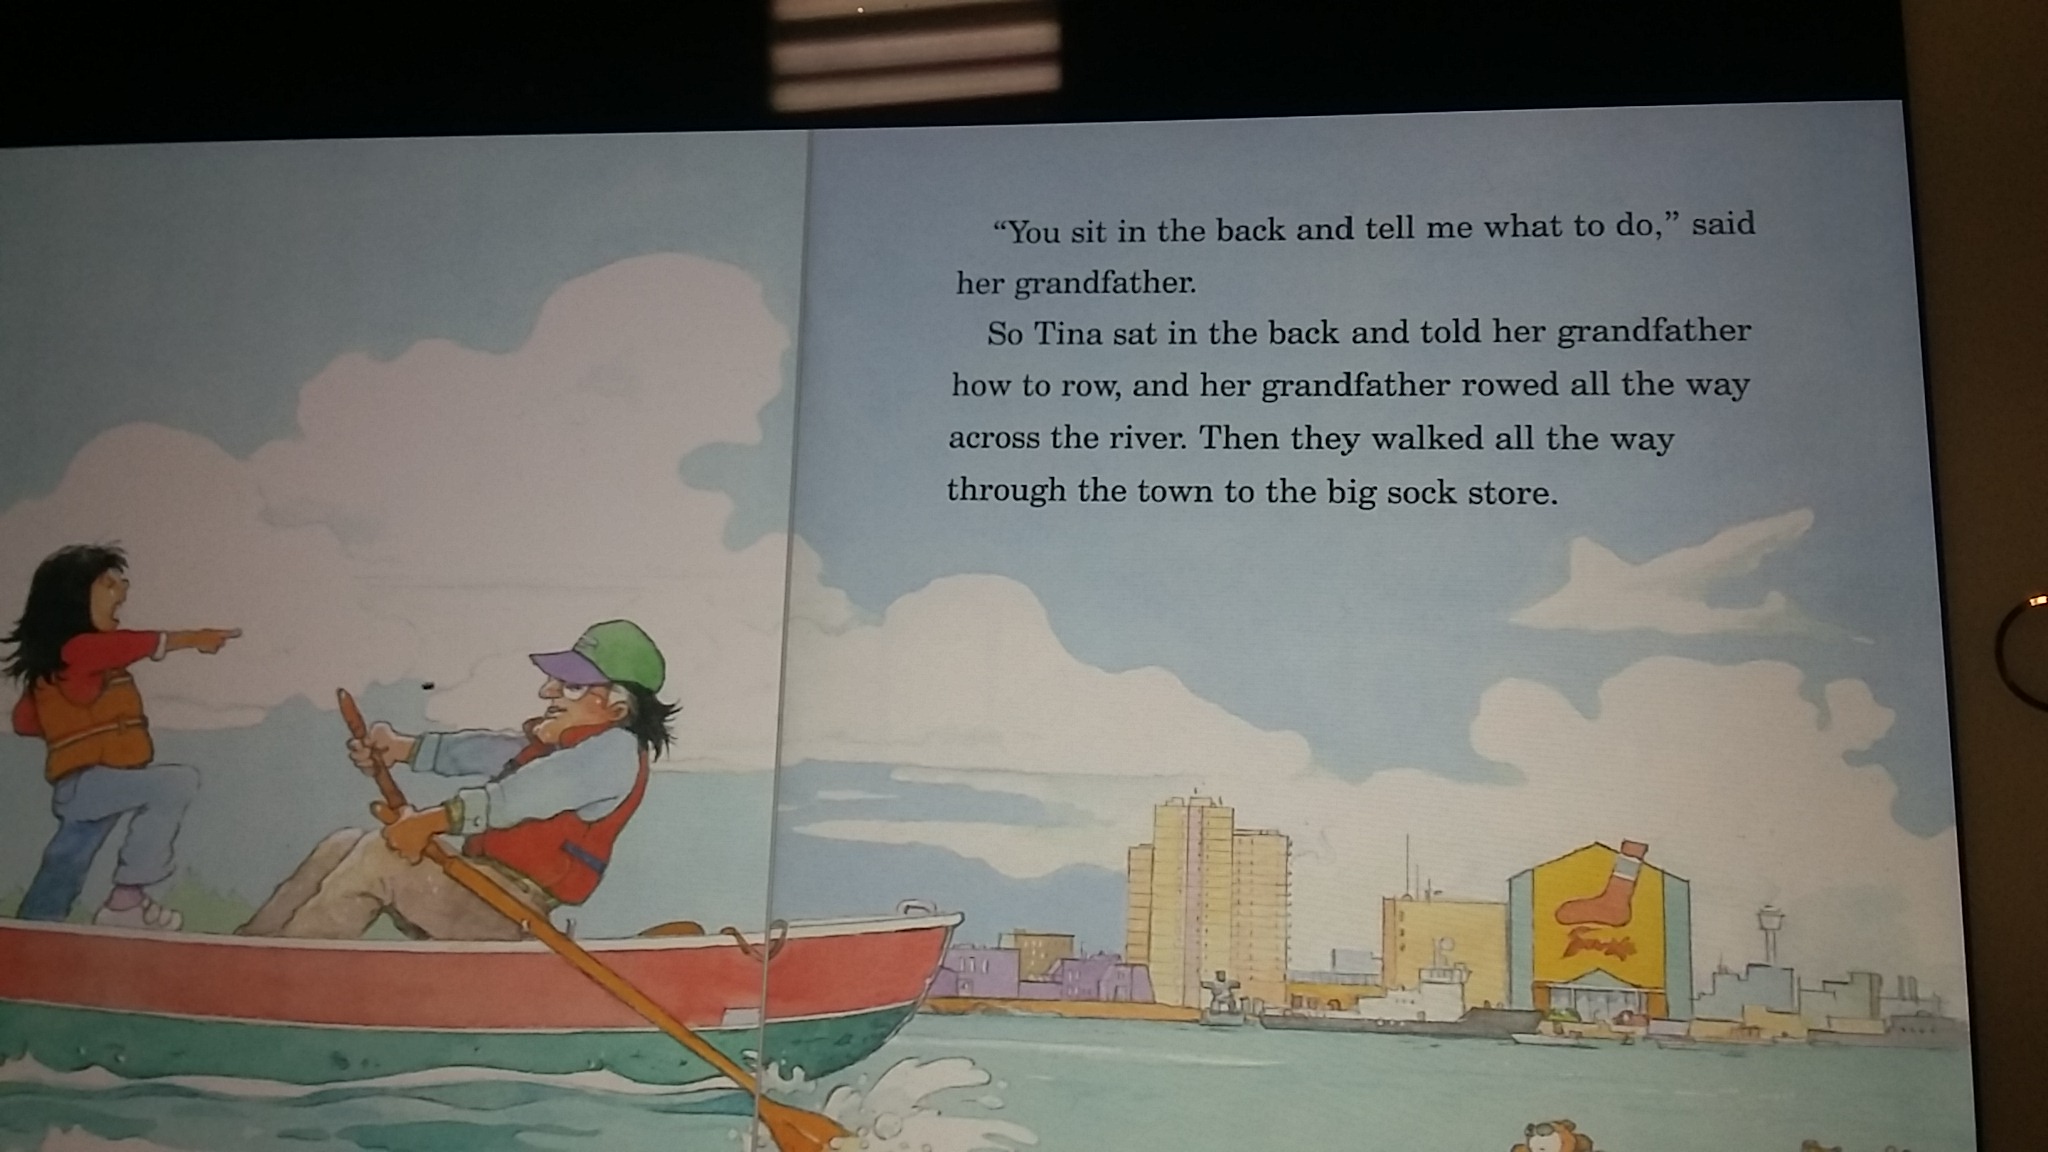 “You sit in the back and tell me what to do,” said
her grandfather.
So Tina sat in the back and told her grandfather
how to row, and her grandfather rowed all the way
across the river. Then they walked all the way
through the town to the big sock store.